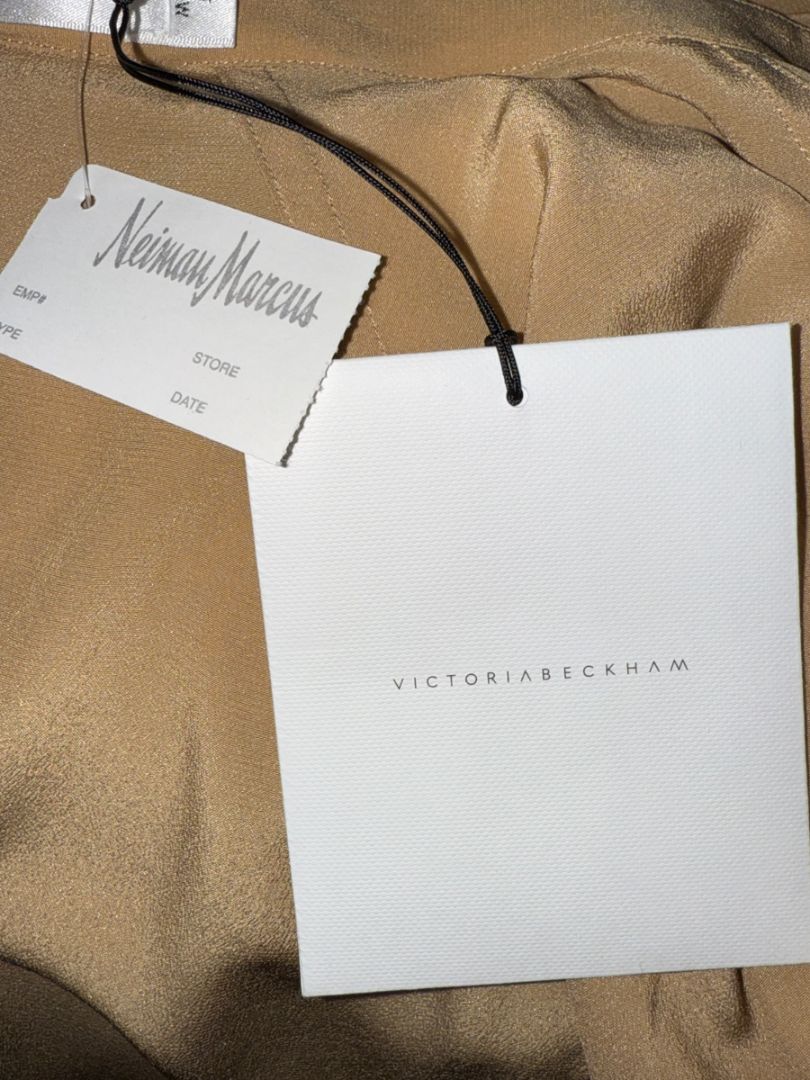 Neiman Marcus
EMP#
YPE
STORE
DATE
VICTORIABECKHAM